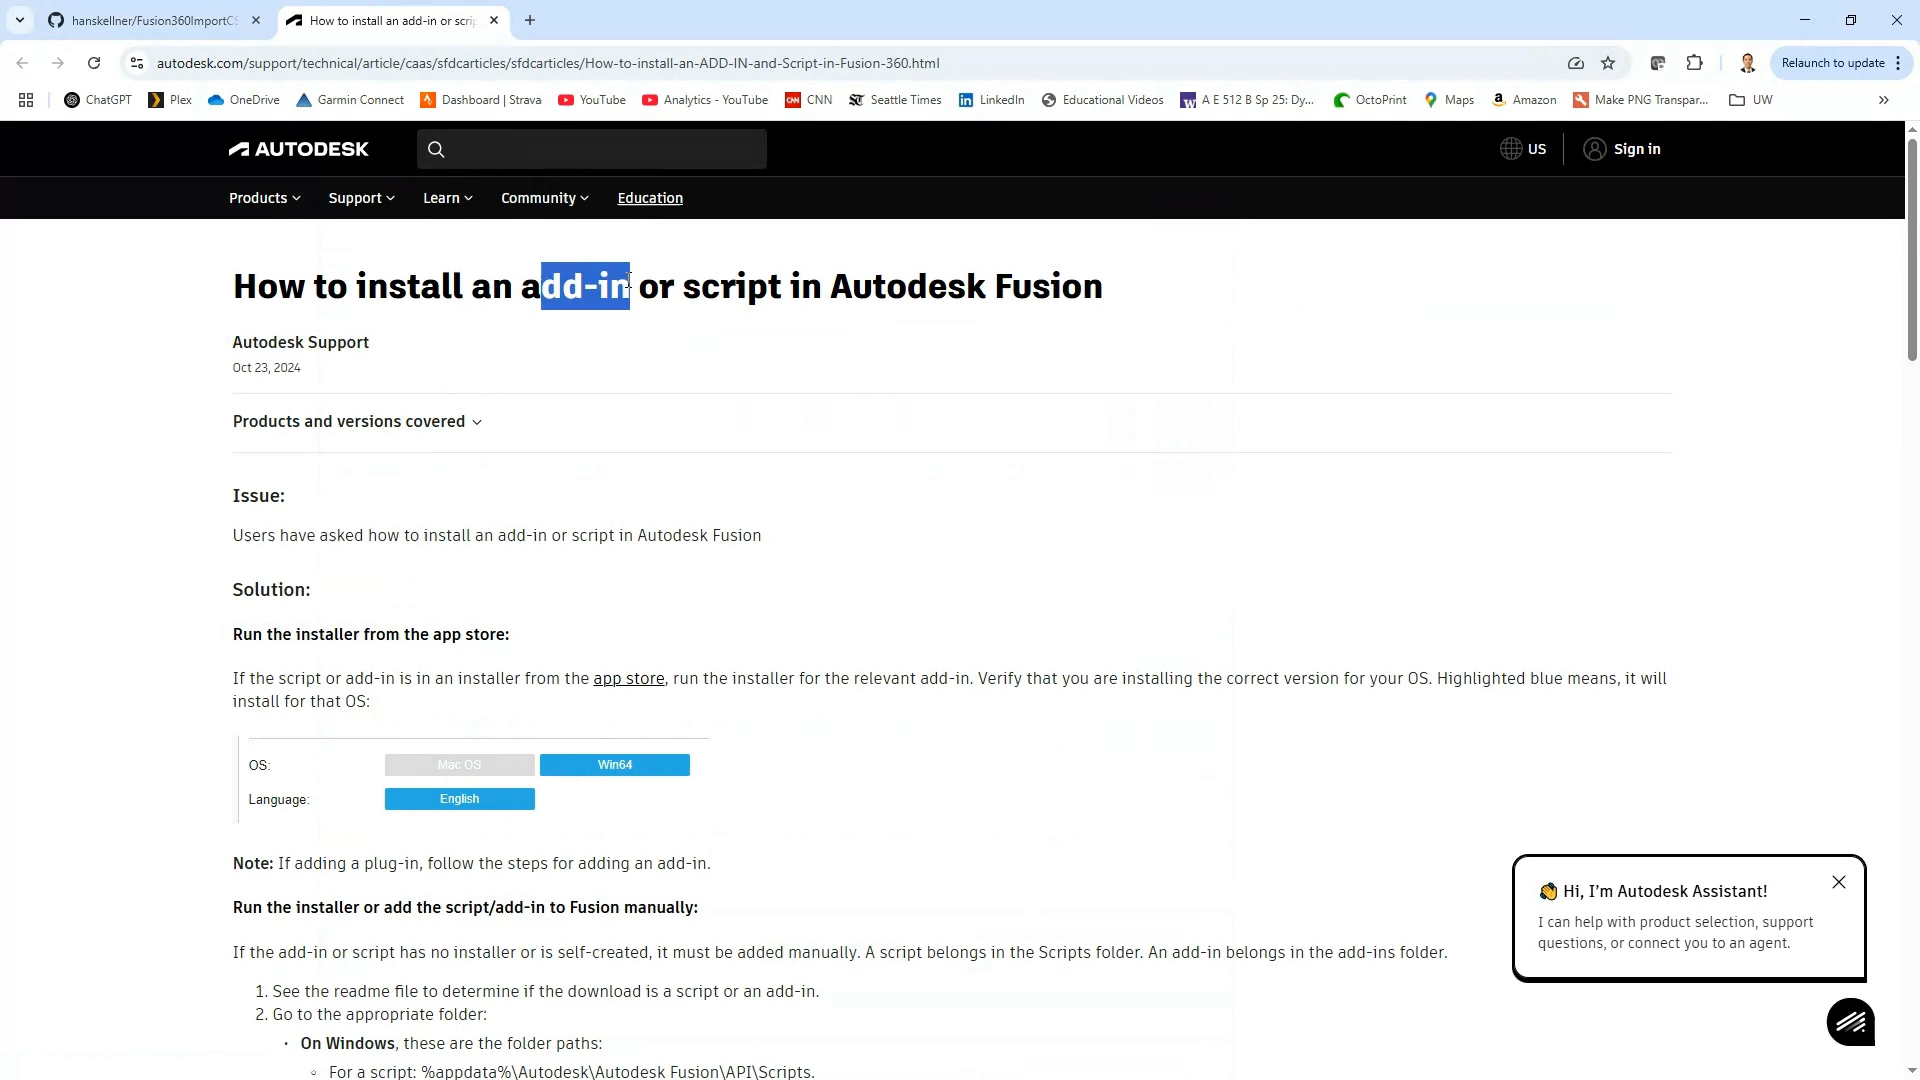 hanskellner/Fusion360ImportCS
How to install an add-in or scrip
autodesk.com/support/technical/article/caas/sfdcarticles/sfdcarticles/How-to-install-an-ADD-IN-and-Script-in-Fusion-360.html
Relaunch to update
ChatGPT
Plex
OneDrive
Garmin Connect
Dashboard | Strava
YouTube
Analytics - YouTube
CNN
Seattle Times
LinkedIn
Educational Videos
A E 512 B Sp 25: Dy...
OctoPrint
Maps
Amazon
Make PNG Transpar...
UW
AUTODESK
US
Sign in
Products
Support
Learn
Community
Education
How to install an add-in or script in Autodesk Fusion
Autodesk Support
Oct 23, 2024
Products and versions covered
Issue:
Users have asked how to install an add-in or script in Autodesk Fusion
Solution:
Run the installer from the app store:
If the script or add-in is in an installer from the app store, run the installer for the relevant add-in. Verify that you are installing the correct version for your OS. Highlighted blue means, it will
install for that OS:
OS:
Mac OS
Win64
Language:
English
Note: If adding a plug-in, follow the steps for adding an add-in.
Run the installer or add the script/add-in to Fusion manually:
If the add-in or script has no installer or is self-created, it must be added manually. A script belongs in the Scripts folder. An add-in belongs in the add-ins folder.
1. See the readme file to determine if the download is a script or an add-in.
2. Go to the appropriate folder:
• On Windows, these are the folder paths:
◦ For a script: %appdata%\Autodesk\Autodesk Fusion\API\Scripts.
👋 Hi, I'm Autodesk Assistant!
I can help with product selection, support
questions, or connect you to an agent.